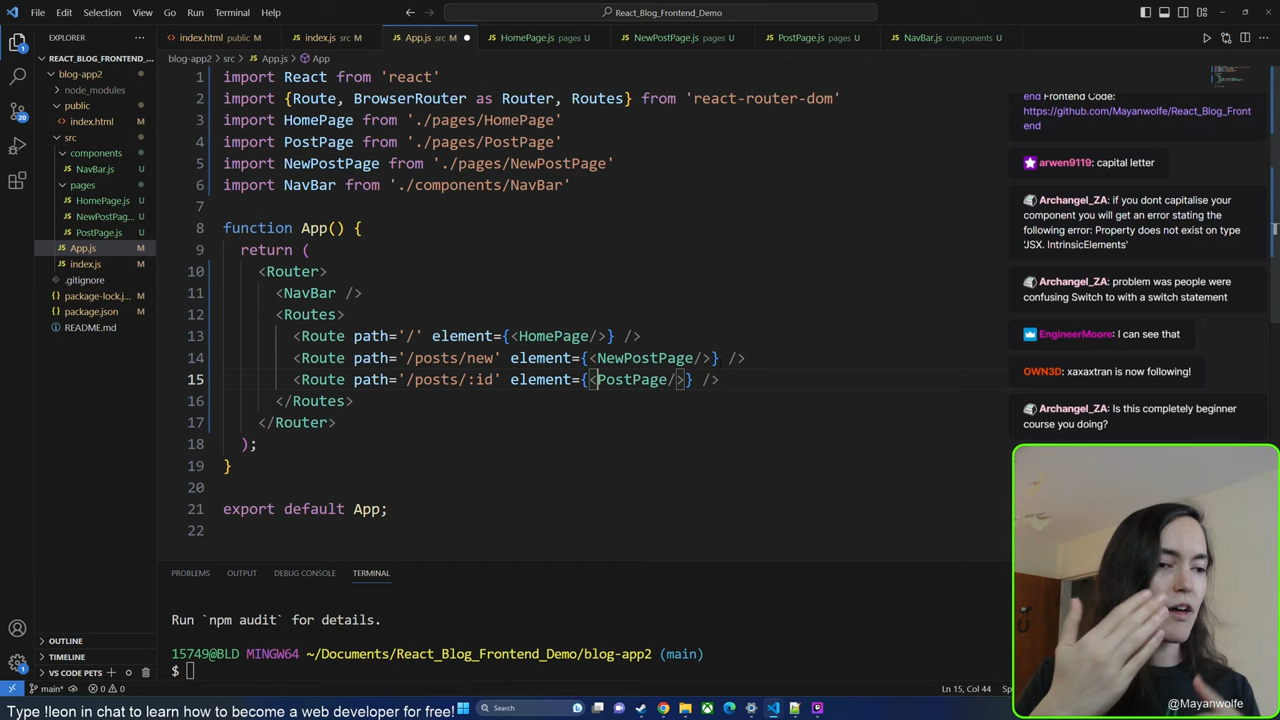 File Edit Selection View Go Run Terminal Help
React_Blog_Frontend_Demo
EXPLORER
index.html public M
index.js src M
App.js src M
HomePage.js pages U
NewPostPage.js pages U
PostPage.js pages U
NavBar.js components U
REACT_BLOG_FRONTEND_...
blog-app2
node_modules
public
index.html M
src
components
NavBar.js U
pages
HomePage.js U
NewPostPag... U
PostPage.js U
App.js M
index.js M
.gitignore
package-lock.j... M
package.json M
README.md
OUTLINE
TIMELINE
VS CODE PETS
blog-app2 > src > App.js > App
1 import React from 'react'
2 import {Route, BrowserRouter as Router, Routes} from 'react-router-dom'
3 import HomePage from './pages/HomePage'
4 import PostPage from './pages/PostPage'
5 import NewPostPage from './pages/NewPostPage'
6 import NavBar from './components/NavBar'
7
8 function App() {
9 return (
10 <Router>
11 <NavBar />
12 <Routes>
13 <Route path='/' element={<HomePage/>} />
14 <Route path='/posts/new' element={<NewPostPage/>} />
15 <Route path='/posts/:id' element={<PostPage/>} />
16 </Routes>
17 </Router>
18 );
19 }
20
21 export default App;
22
PROBLEMS OUTPUT DEBUG CONSOLE TERMINAL
Run `npm audit` for details.
15749@BLD MINGW64 ~/Documents/React_Blog_Frontend_Demo/blog-app2 (main)
$
end Frontend Code:
https://github.com/Mayanwolfe/React_Blog_Front
end
arwen9119: capital letter
Archangel_ZA: if you dont capitalise your
component you will get an error stating the
following error: Property does not exist on type
'JSX. IntrinsicElements'
Archangel_ZA: problem was people were
confusing Switch to with a switch statement
EngineerMoore: I can see that
OWN3D: xaxaxtran is now following!
Archangel_ZA: Is this completely beginner
course you doing?
main* 0 0
Ln 15, Col 44
Type !leon in chat to learn how to become a web developer for free!
Search
@Mayanwolfe